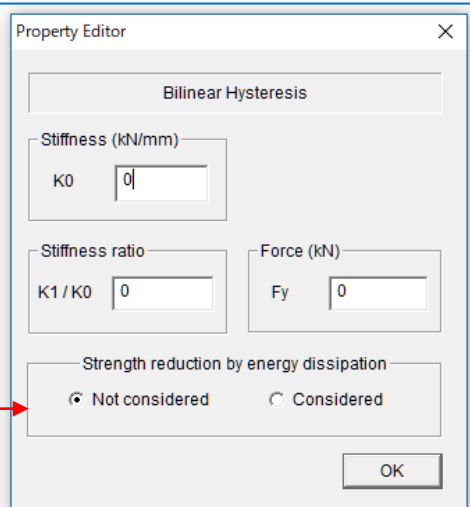 Property Editor
Bilinear Hysteresis
Stiffness (kN/mm)
K0 0
Stiffness ratio
K1 / K0 0
Force (kN)
Fy 0
Strength reduction by energy dissipation
Not considered Considered
OK